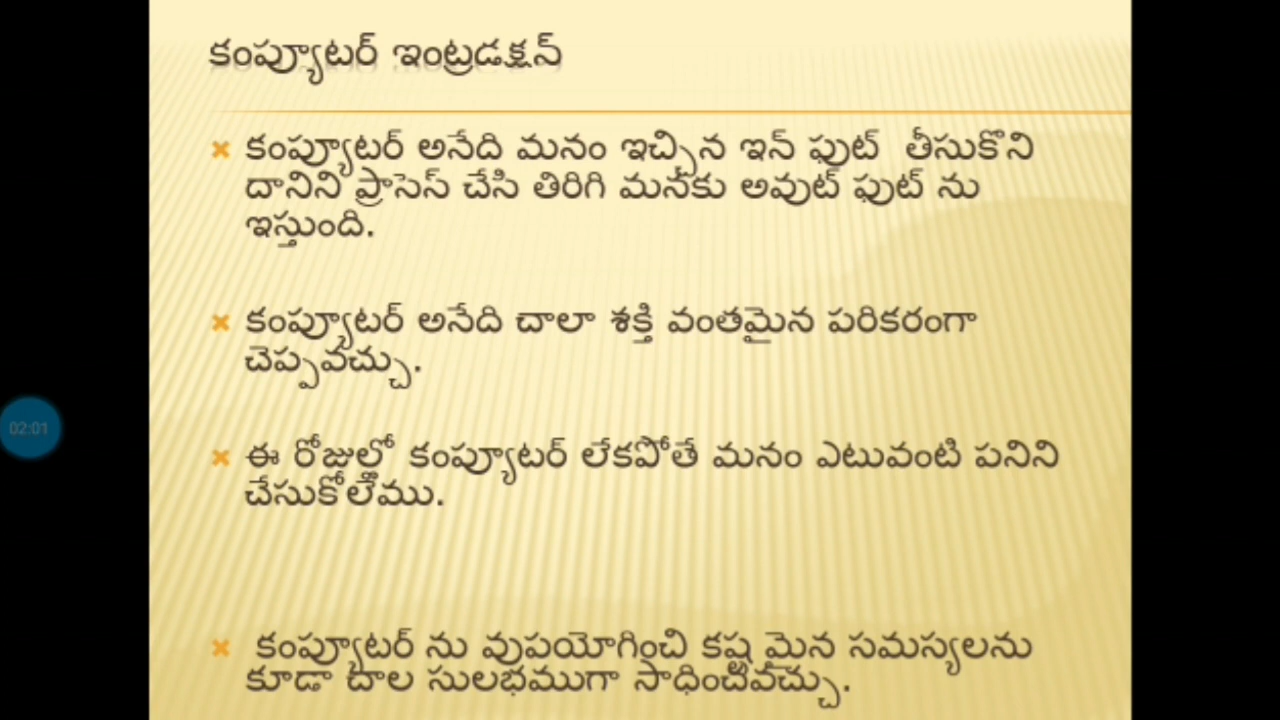 కంప్యూటర్ ఇంట్రడక్షన్
కంప్యూటర్ అనేది మనం ఇచ్చిన ఇన్ ఫుట్ తీసుకొని
దానిని ప్రాసెస్ చేసి తిరిగి మనకు అవుట్ ఫుట్ ను
ఇస్తుంది.
కంప్యూటర్ అనేది చాలా శక్తి వంతమైన పరికరంగా
చెప్పవచ్చు.
ఈ రోజుల్లో కంప్యూటర్ లేకపోతే మనం ఎటువంటి పనిని
చేసుకోలేము.
02:01
కంప్యూటర్ ను వుపయోగించి కష్ట మైన సమస్యలను
కూడా చాల సులభముగా సాధించవచ్చు.